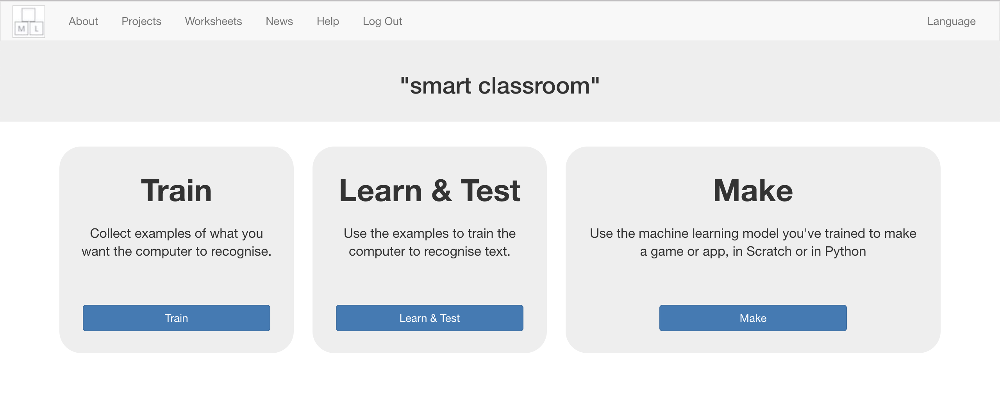 M L
About Projects Worksheets News Help Log Out Language
"smart classroom"
Train
Collect examples of what you
want the computer to recognise.
Train
Learn & Test
Use the examples to train the
computer to recognise text.
Learn & Test
Make
Use the machine learning model you've trained to make
a game or app, in Scratch or in Python
Make